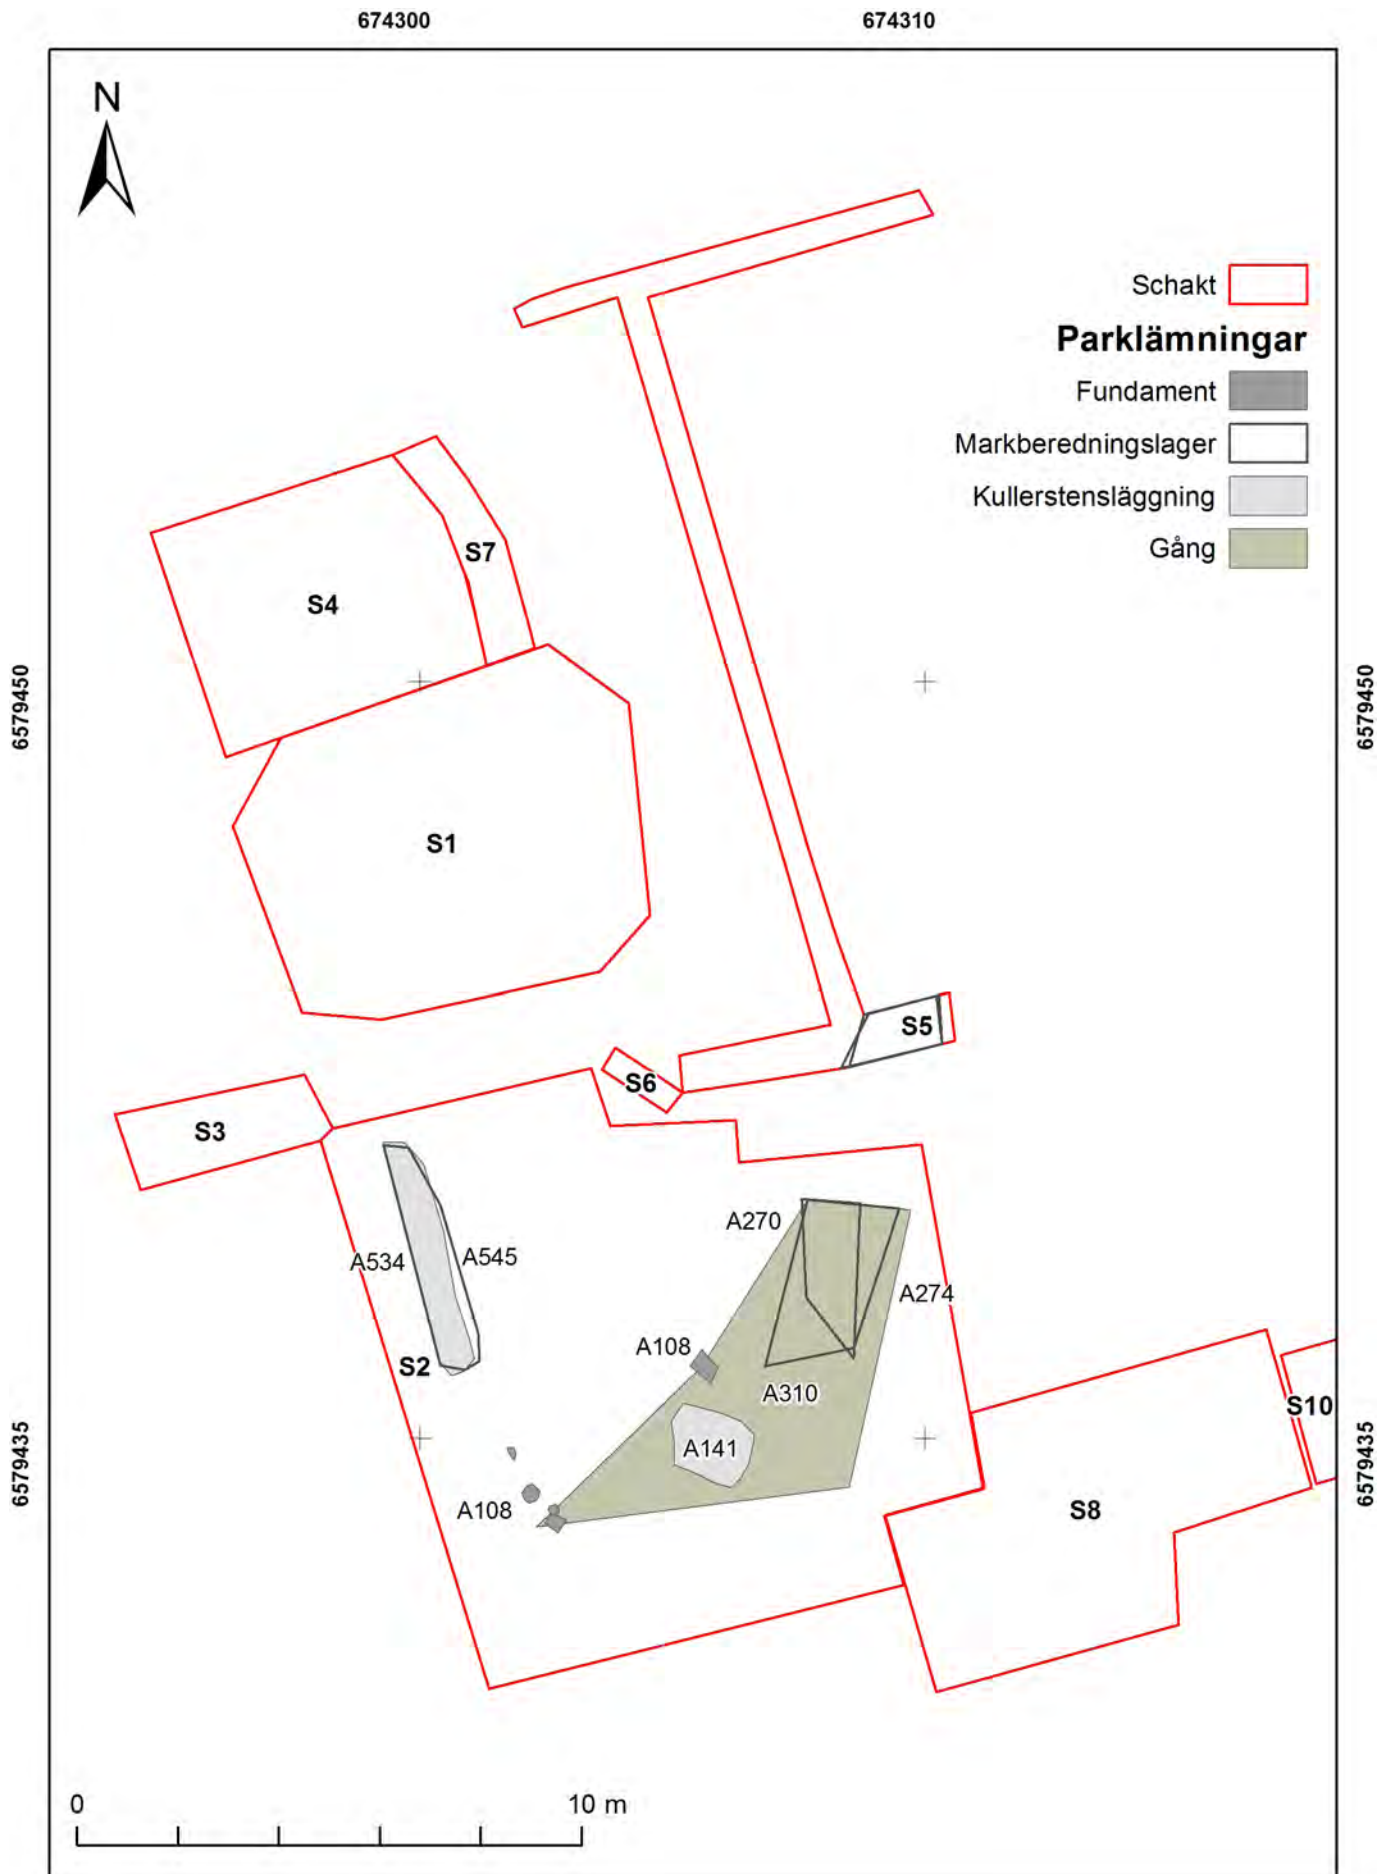 674300
674310
N
Schakt
Parklämningar
Fundament
Markberedningslager
Kullerstensläggning
Gång
S7
S4
6579450
6579450
S1
S5
S6
S3
A270
A534
A545
A274
A108
S2
A310
S10
6579435
A141
6579435
A108
S8
0
10 m